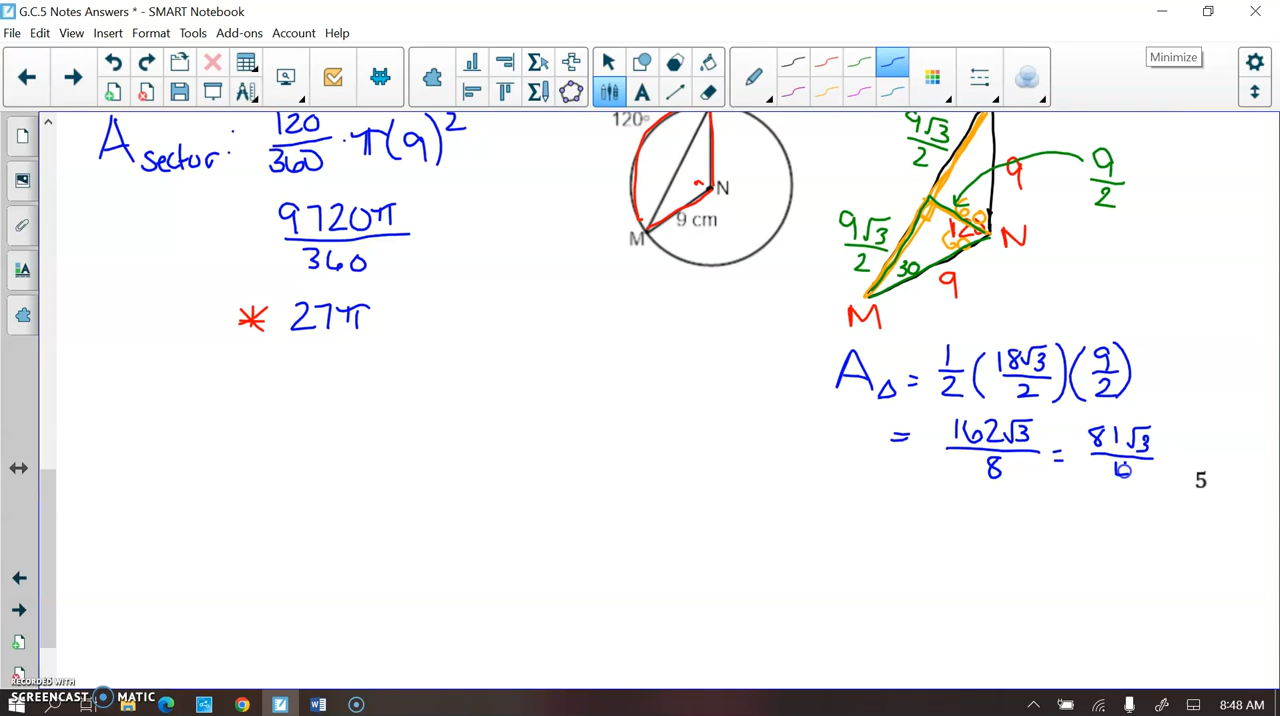 G.C.5 Notes Answers * - SMART Notebook
File Edit View Insert Format Tools Add-ons Account Help
Minimize
A sector: 120/360 · π(9)^2
9720π/360
* 27π
120°
N
9 cm
M
9√3/2
9
9/2
60
120
60
N
9√3/2
30
9
M
A△ = 1/2 (18√3/2)(9/2)
= 162√3/8 = 81√3/
5
SCREENCAST MATIC
8:48 AM